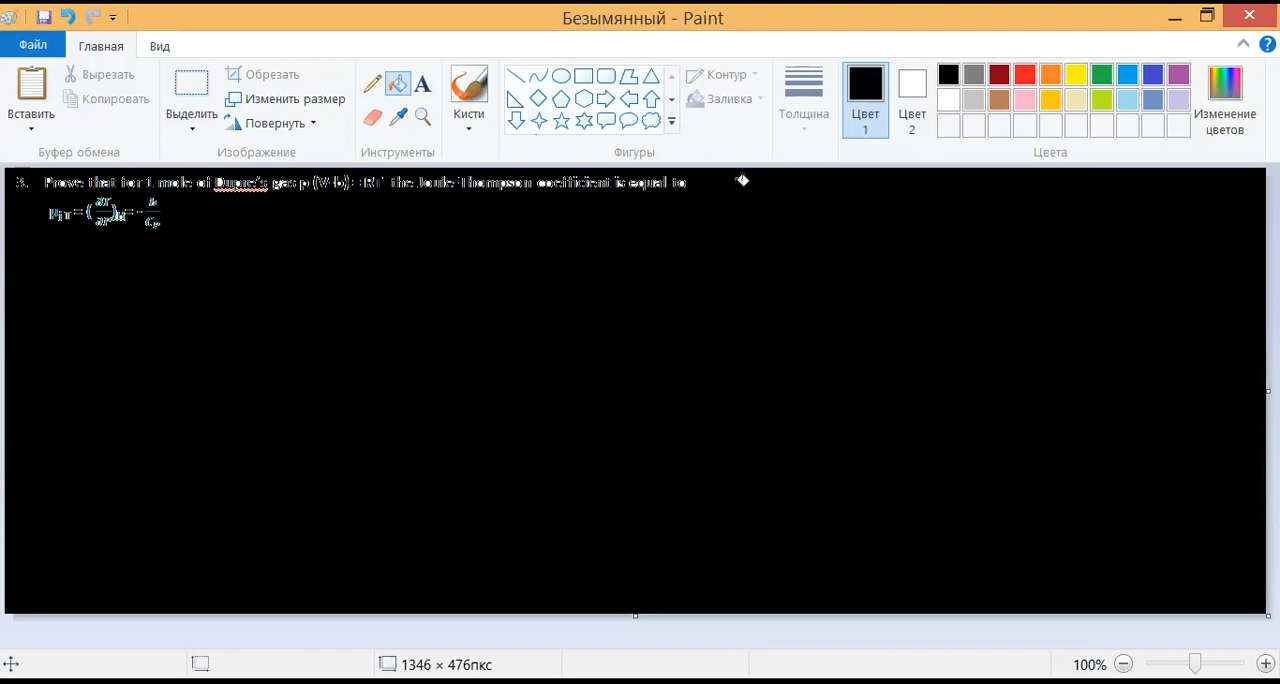 Безымянный - Paint
Файл Главная Вид
Вставить
Вырезать
Копировать
Буфер обмена
Выделить
Обрезать
Изменить размер
Повернуть
Изображение
A
Инструменты
Кисти
Контур
Заливка
Фигуры
Толщина
Цвет
1
Цвет
2
Изменение
цветов
Цвета
3. Prove that for 1 mole of Dupre's gas p (V-b) = RT the Joule-Thompson coefficient is equal to
μJT = (∂T/∂P)H = - b/Cp
1346 × 476пкс
100%